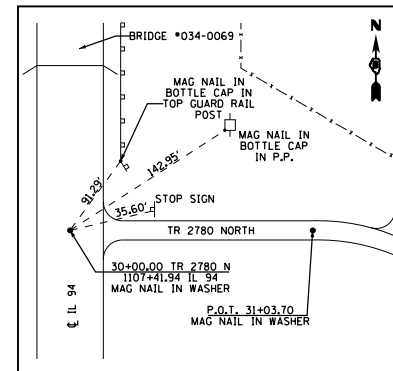 BRIDGE #034-0069
N
MAG NAIL IN
BOTTLE CAP IN
TOP GUARD RAIL
POST
MAG NAIL IN
BOTTLE CAP
IN P.P.
91.29'
142.95'
35.60'
STOP SIGN
TR 2780 NORTH
30+00.00 TR 2780 N
1107+41.94 IL 94
MAG NAIL IN WASHER
P.O.T. 31+03.70
MAG NAIL IN WASHER
℄ IL 94